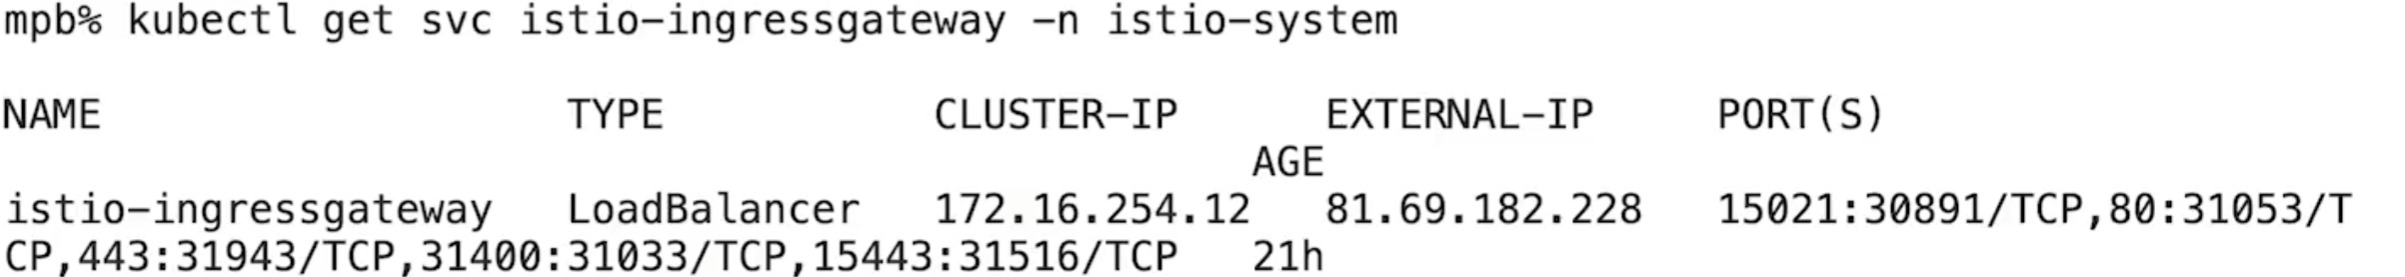 mpb% kubectl get svc istio-ingressgateway -n istio-system
NAME TYPE CLUSTER-IP EXTERNAL-IP PORT(S)
AGE
istio-ingressgateway LoadBalancer 172.16.254.12 81.69.182.228 15021:30891/TCP,80:31053/T
CP,443:31943/TCP,31400:31033/TCP,15443:31516/TCP 21h